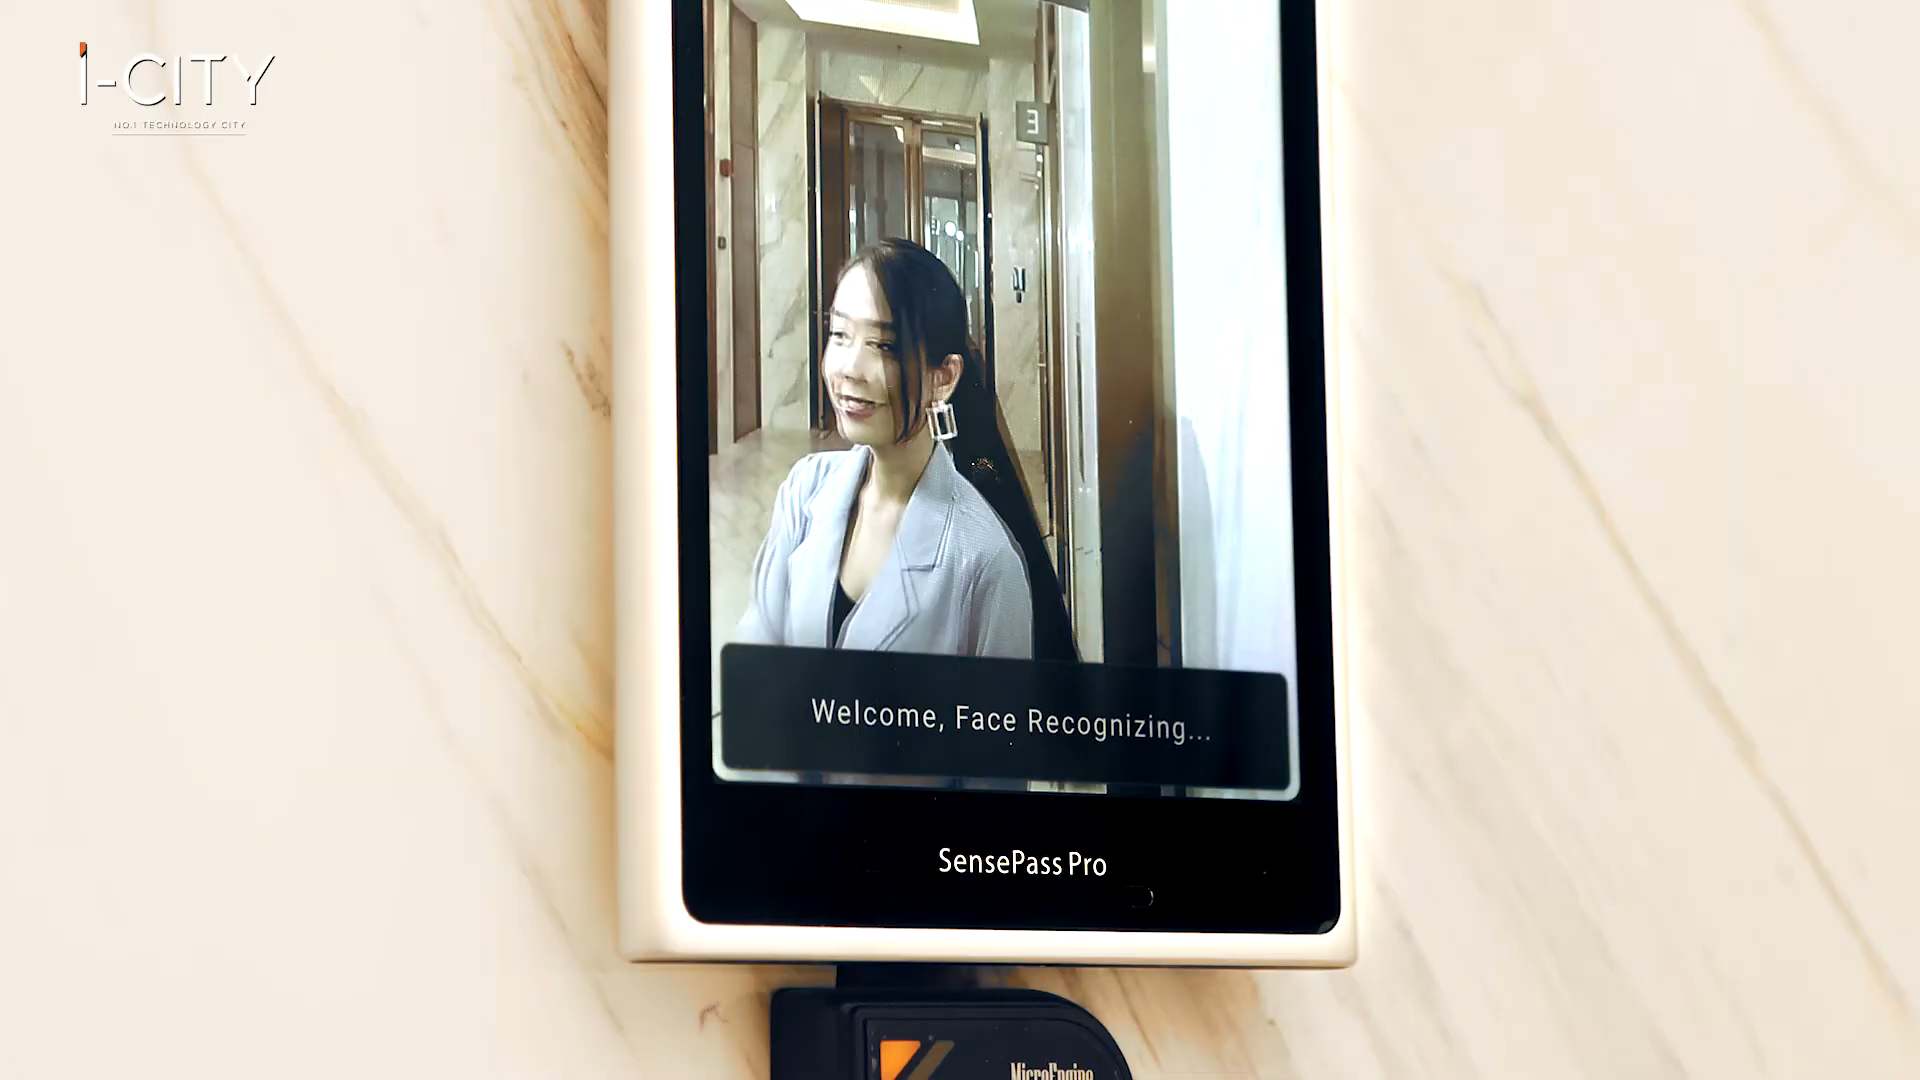 i-CITY
NO.1 TECHNOLOGY CITY
3
Welcome, Face Recognizing...
SensePass Pro
MicroEngine